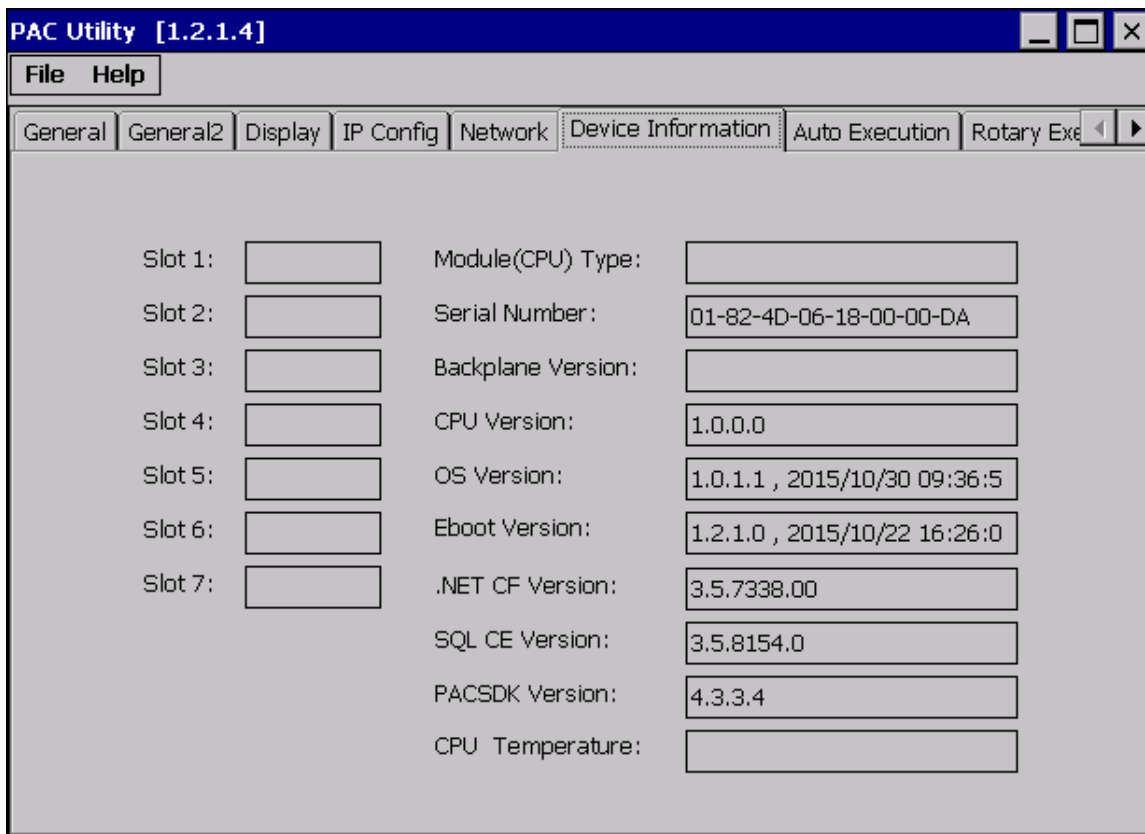 PAC Utility [1.2.1.4]
File Help
General General2 Display IP Config Network Device Information Auto Execution Rotary Exe
Slot 1: Module(CPU) Type:
Slot 2: Serial Number: 01-82-4D-06-18-00-00-DA
Slot 3: Backplane Version:
Slot 4: CPU Version: 1.0.0.0
Slot 5: OS Version: 1.0.1.1 , 2015/10/30 09:36:5
Slot 6: Eboot Version: 1.2.1.0 , 2015/10/22 16:26:0
Slot 7: .NET CF Version: 3.5.7338.00
SQL CE Version: 3.5.8154.0
PACSDK Version: 4.3.3.4
CPU Temperature: